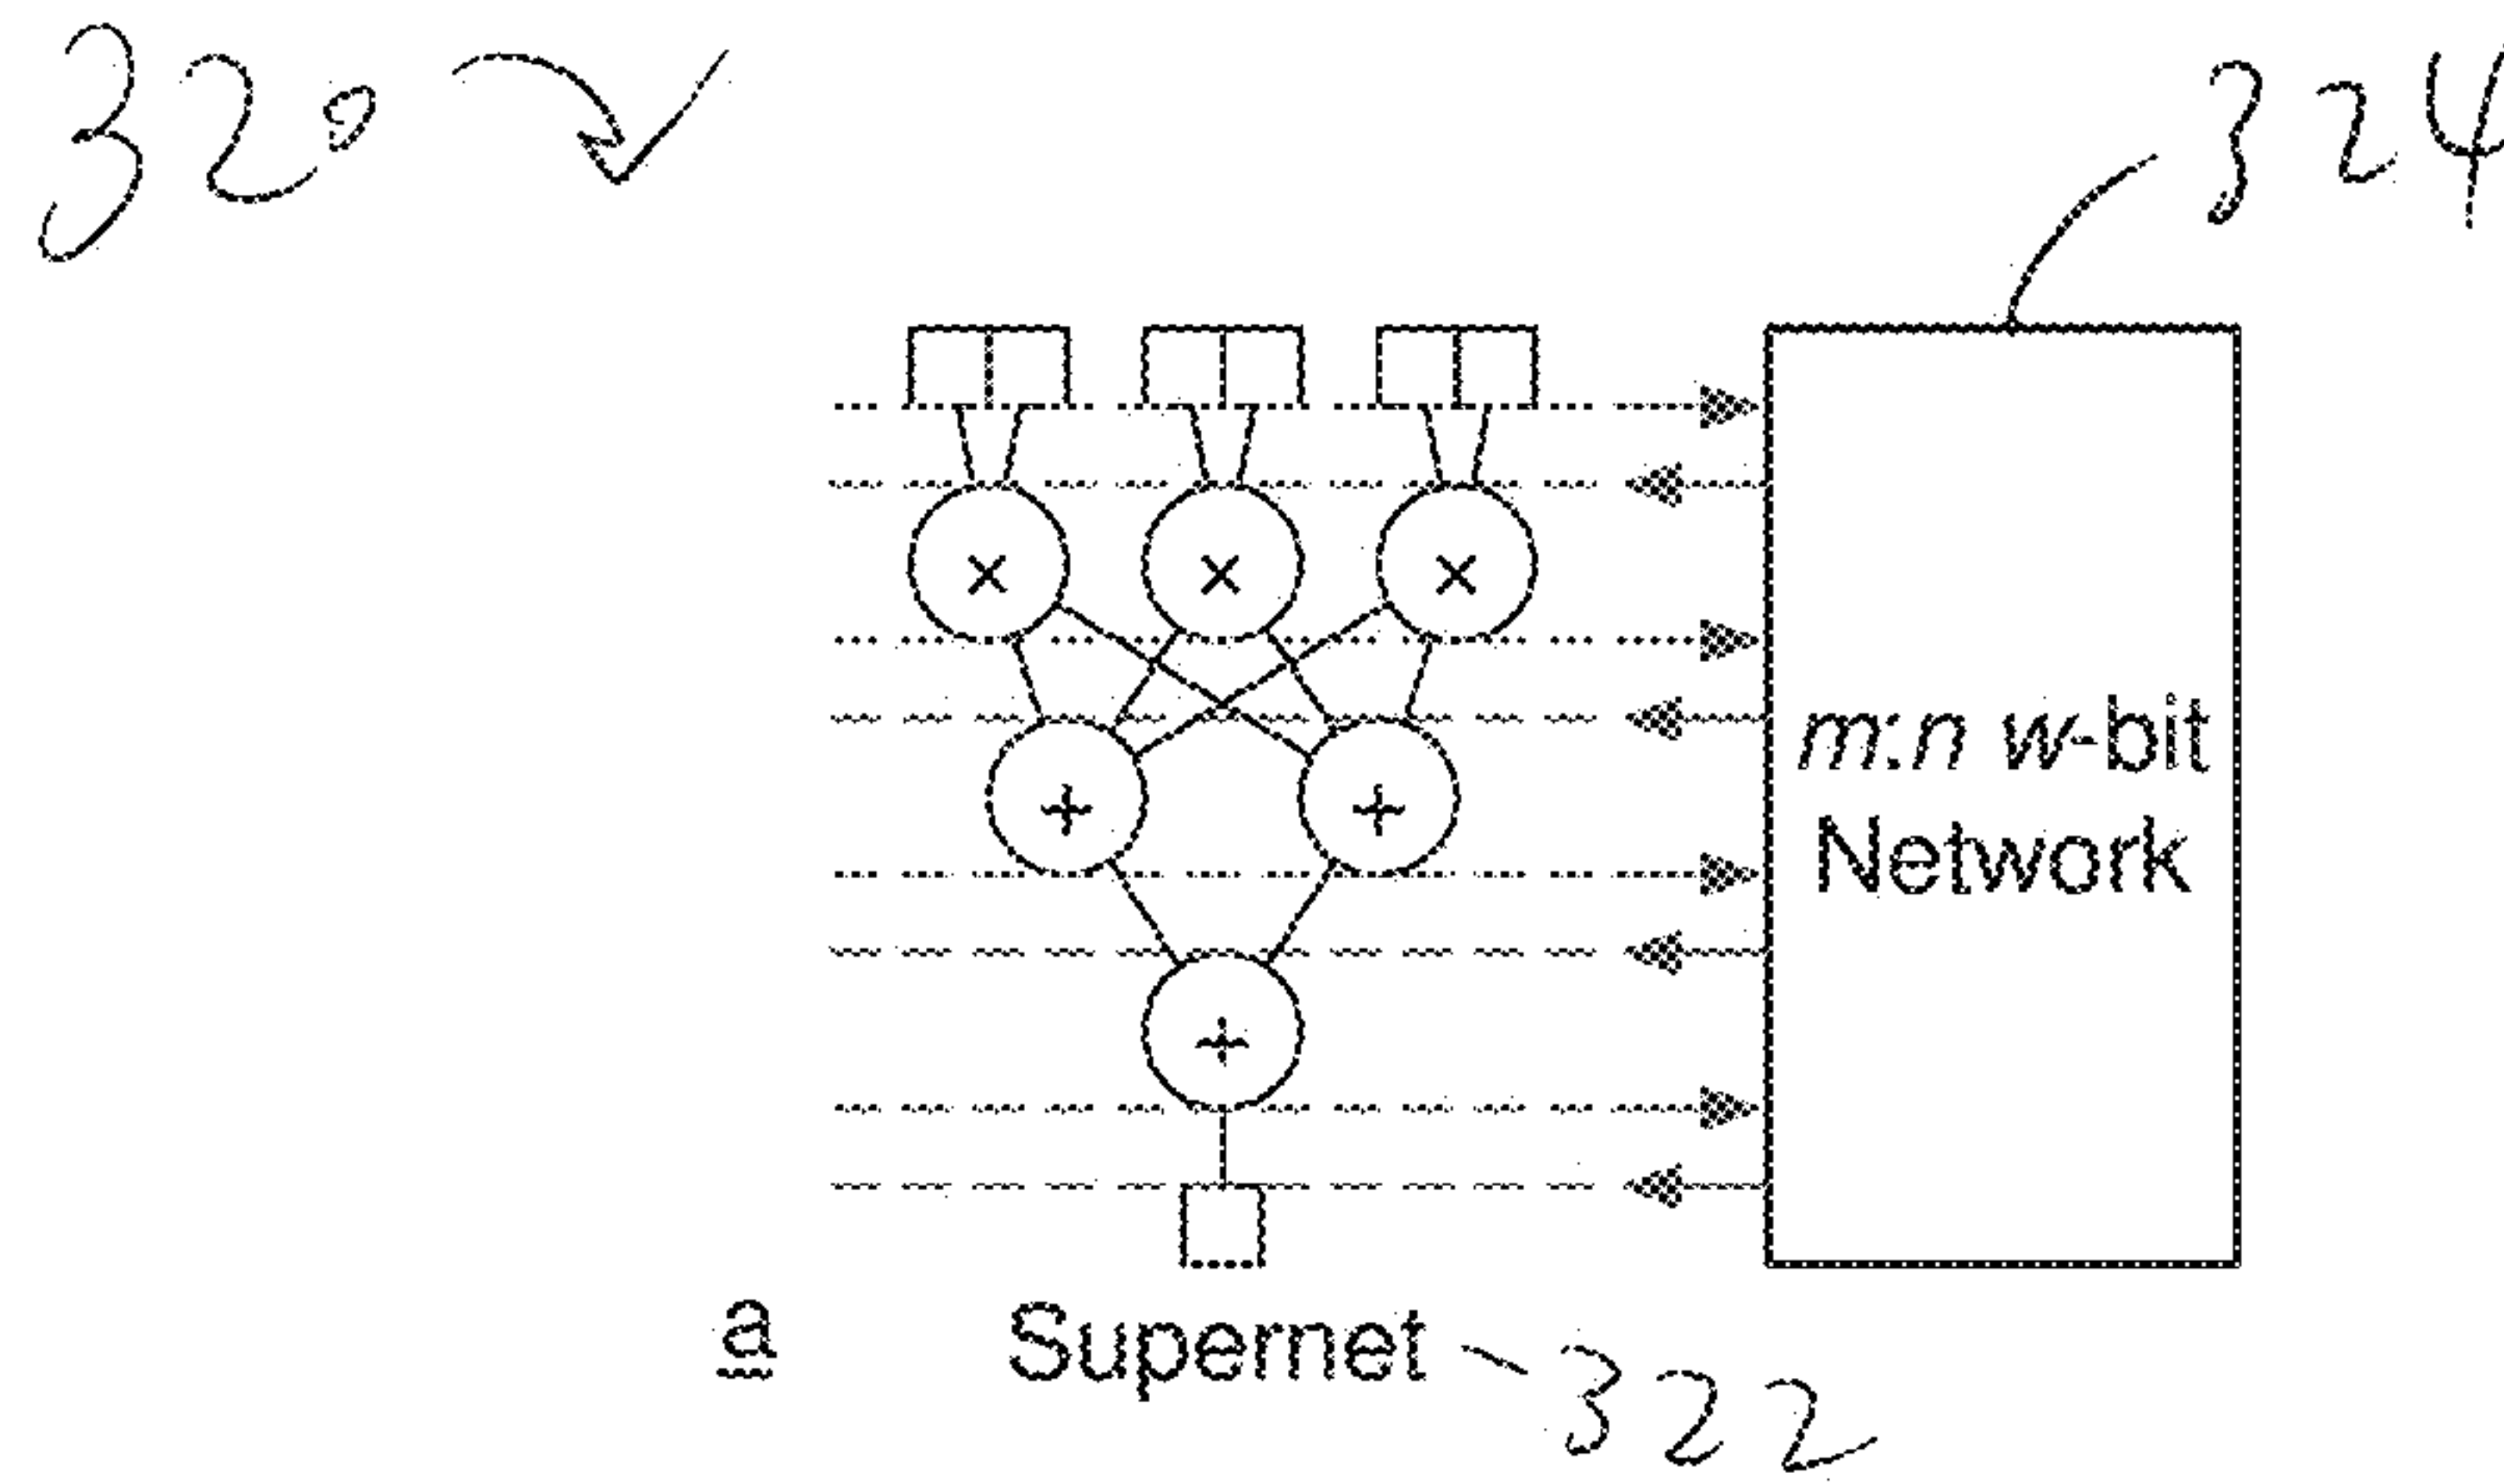 320
324
× × ×
m:n w-bit
Network
+ +
+
a
Supernet 322